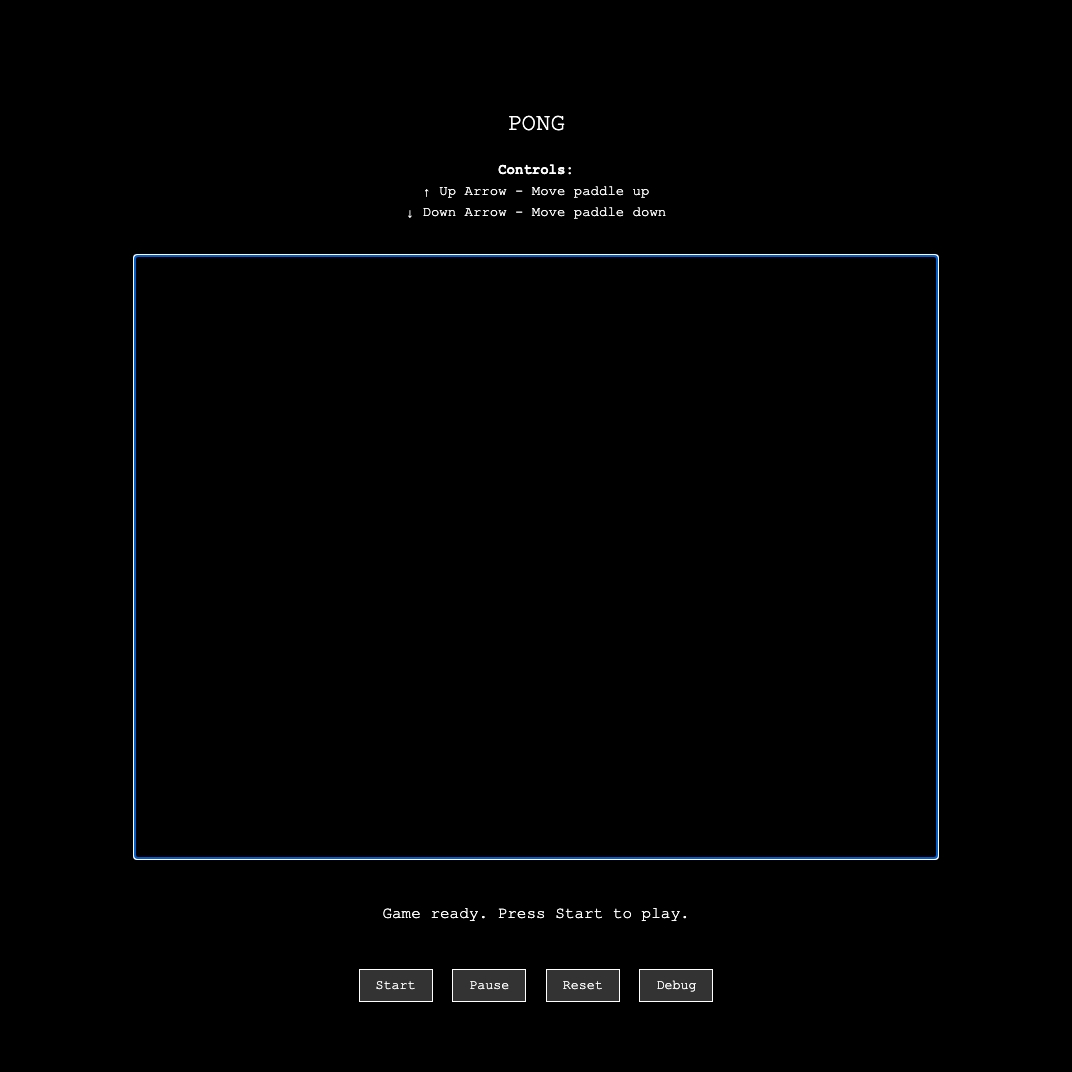 PONG
Controls:
↑ Up Arrow - Move paddle up
↓ Down Arrow - Move paddle down
Game ready. Press Start to play.
Start Pause Reset Debug